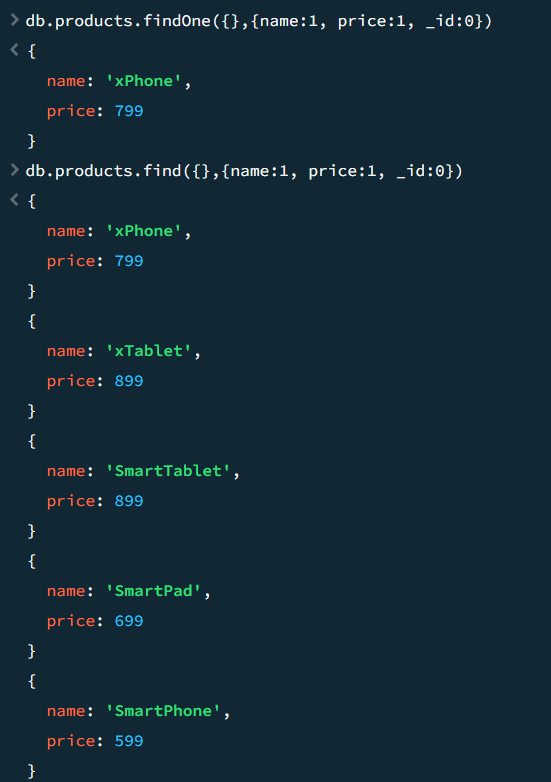 > db.products.findOne({},{name:1, price:1, _id:0})
< {
name: 'xPhone',
price: 799
}
> db.products.find({},{name:1, price:1, _id:0})
< {
name: 'xPhone',
price: 799
}
{
name: 'xTablet',
price: 899
}
{
name: 'SmartTablet',
price: 899
}
{
name: 'SmartPad',
price: 699
}
{
name: 'SmartPhone',
price: 599
}